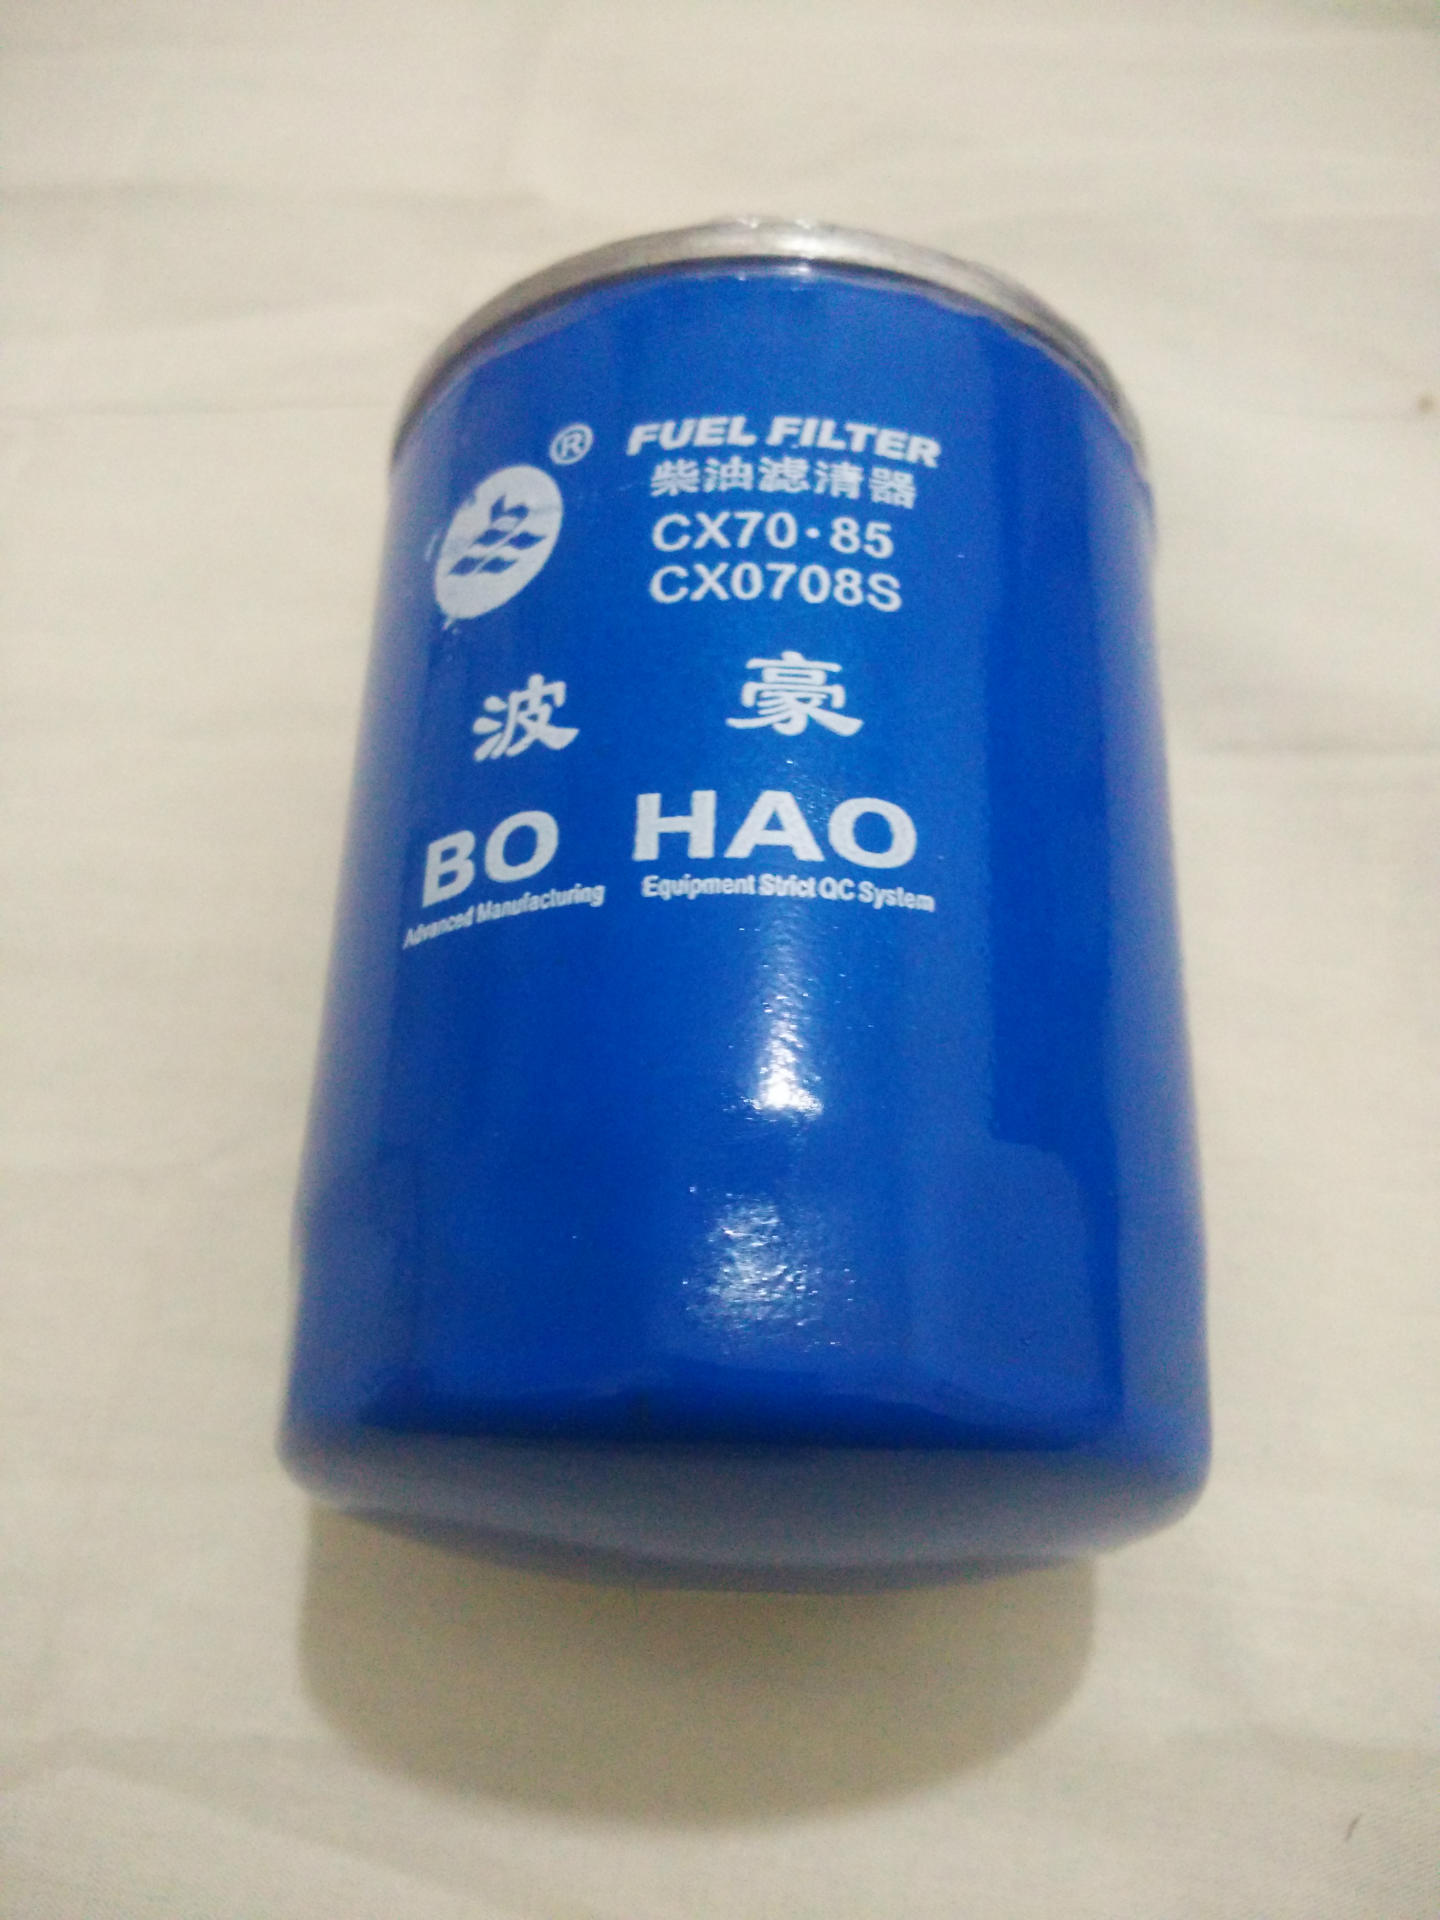 ®
FUEL FILTER
柴油滤清器
CX70·85
CX0708S
波 豪
BO HAO
Advanced Manufacturing Equipment Strict QC System